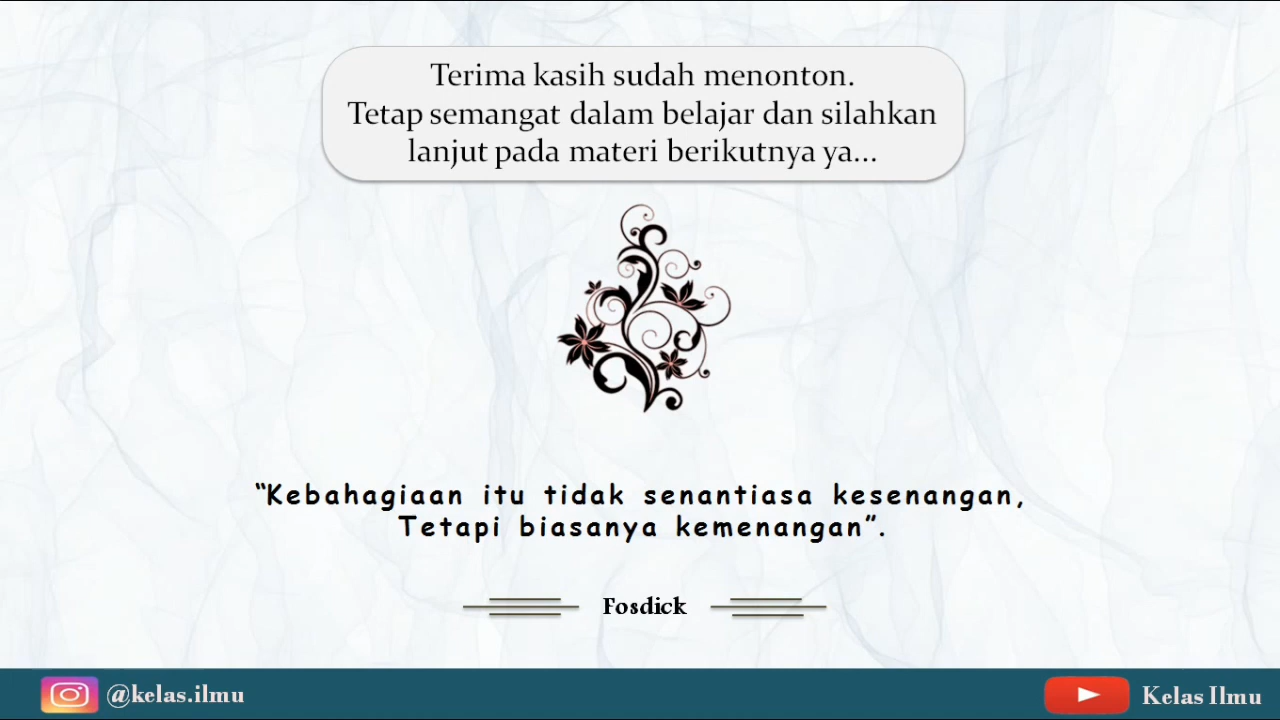 Terima kasih sudah menonton.
Tetap semangat dalam belajar dan silahkan
lanjut pada materi berikutnya ya...
“Kebahagiaan itu tidak senantiasa kesenangan,
Tetapi biasanya kemenangan”.
Fosdick
@kelas.ilmu
Kelas Ilmu